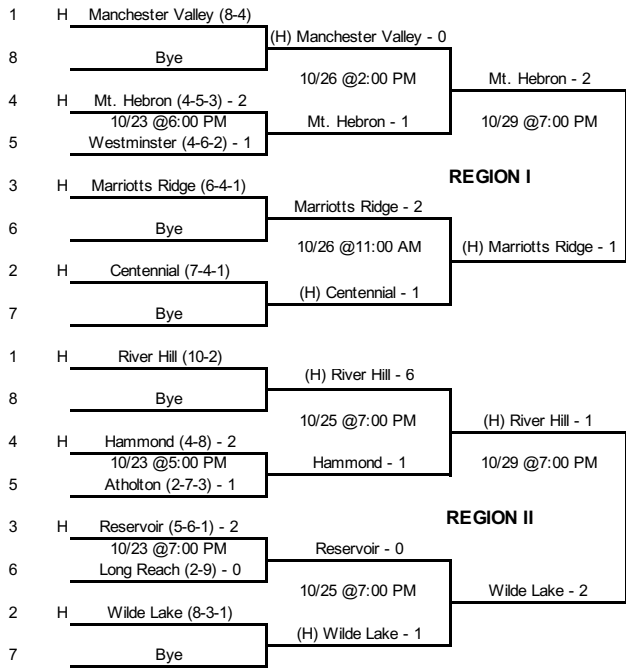 1 H Manchester Valley (8-4)
(H) Manchester Valley - 0
8 Bye
10/26 @2:00 PM
Mt. Hebron - 2
4 H Mt. Hebron (4-5-3) - 2
10/23 @6:00 PM
Mt. Hebron - 1
10/29 @7:00 PM
5 Westminster (4-6-2) - 1
REGION I
3 H Marriotts Ridge (6-4-1)
Marriotts Ridge - 2
6 Bye
10/26 @11:00 AM
(H) Marriotts Ridge - 1
2 H Centennial (7-4-1)
(H) Centennial - 1
7 Bye
1 H River Hill (10-2)
(H) River Hill - 6
8 Bye
10/25 @7:00 PM
(H) River Hill - 1
4 H Hammond (4-8) - 2
10/23 @5:00 PM
Hammond - 1
10/29 @7:00 PM
5 Atholton (2-7-3) - 1
REGION II
3 H Reservoir (5-6-1) - 2
10/23 @7:00 PM
Reservoir - 0
6 Long Reach (2-9) - 0
10/25 @7:00 PM
Wilde Lake - 2
2 H Wilde Lake (8-3-1)
(H) Wilde Lake - 1
7 Bye